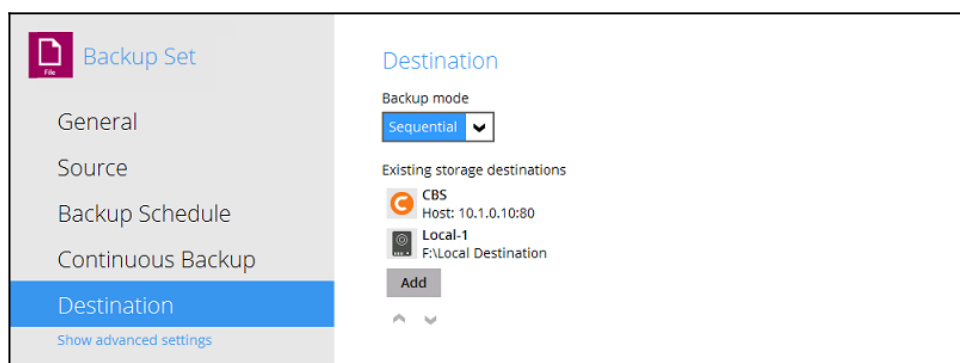 File
Backup Set
General
Source
Backup Schedule
Continuous Backup
Destination
Show advanced settings
Destination
Backup mode
Sequential
Existing storage destinations
CBS
Host: 10.1.0.10:80
Local-1
F:\Local Destination
Add